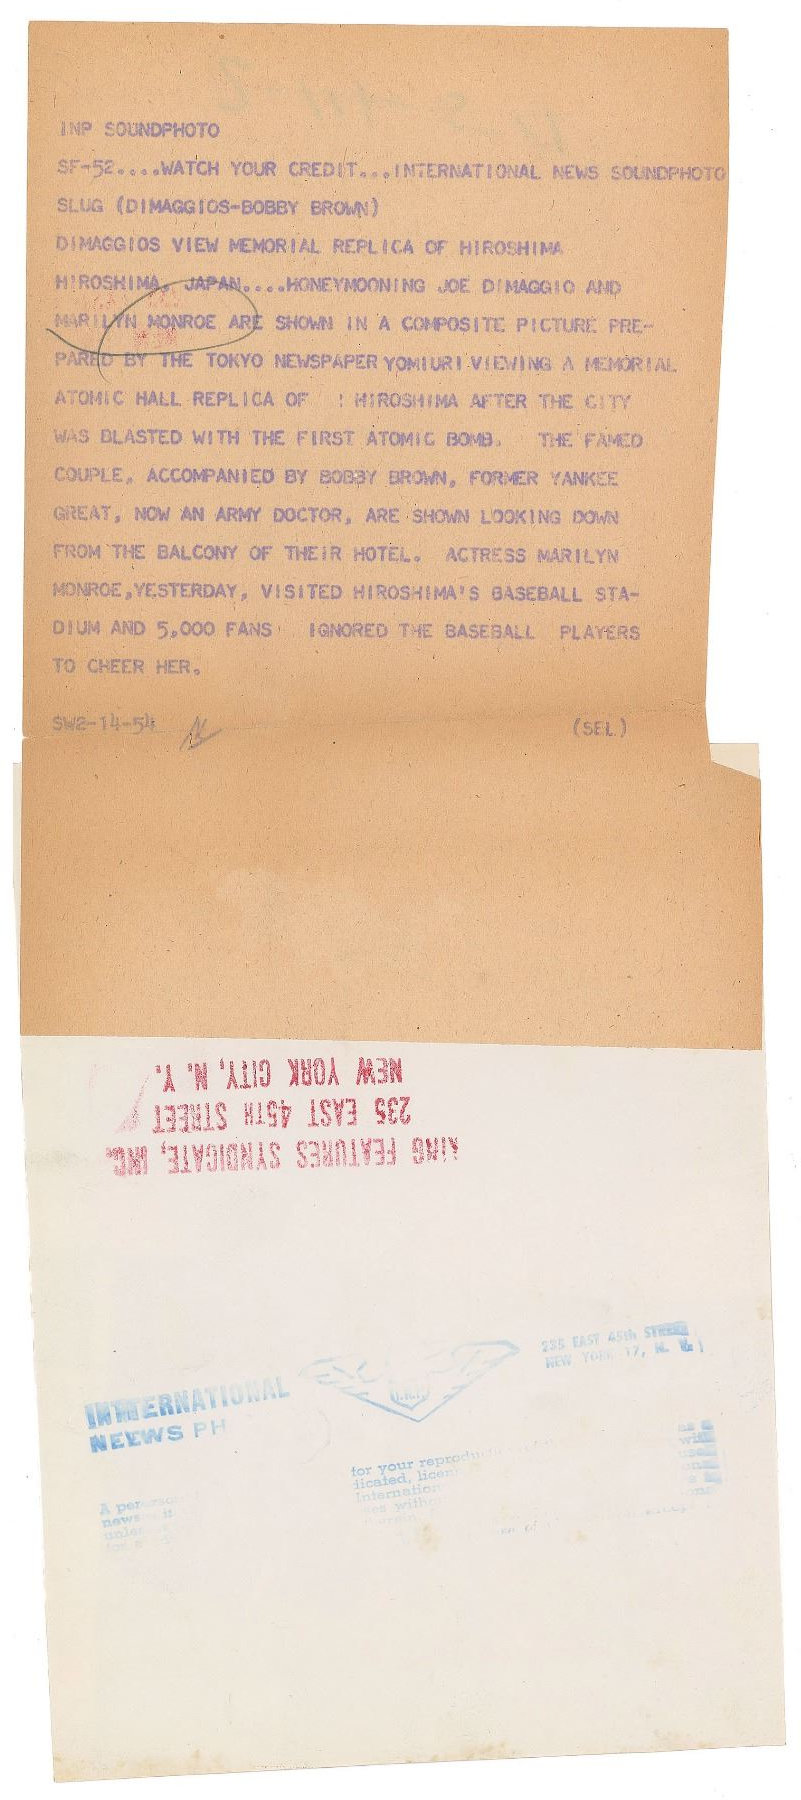 INP SOUNDPHOTO
SF-52....WATCH YOUR CREDIT...INTERNATIONAL NEWS SOUNDPHOTO
SLUG (DIMAGGIOS-BOBBY BROWN)
DIMAGGIOS VIEW MEMORIAL REPLICA OF HIROSHIMA
HIROSHIMA, JAPAN....HONEYMOONING JOE DIMAGGIO AND
MARILYN MONROE ARE SHOWN IN A COMPOSITE PICTURE PRE-
PARED BY THE TOKYO NEWSPAPER YOMIURI VIEWING A MEMORIAL
ATOMIC HALL REPLICA OF HIROSHIMA AFTER THE CITY
WAS BLASTED WITH THE FIRST ATOMIC BOMB. THE FAMED
COUPLE, ACCOMPANIED BY BOBBY BROWN, FORMER YANKEE
GREAT, NOW AN ARMY DOCTOR, ARE SHOWN LOOKING DOWN
FROM THE BALCONY OF THEIR HOTEL. ACTRESS MARILYN
MONROE,YESTERDAY, VISITED HIROSHIMA'S BASEBALL STA-
DIUM AND 5,000 FANS IGNORED THE BASEBALL PLAYERS
TO CHEER HER.
SW2-14-54 (SEL)
KING FEATURES SYNDICATE, INC.
235 EAST 45TH STREET
NEW YORK CITY, N. Y.
235 EAST 45th STREET
NEW YORK 17, N. Y.
INTERNATIONAL
NEEWS PH
for your reprodu
Internation